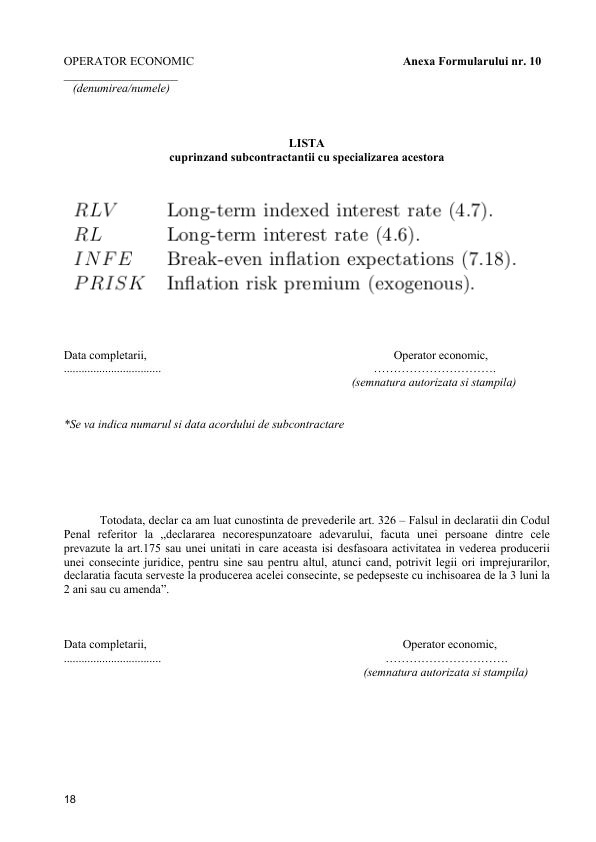 OPERATOR ECONOMIC Anexa Formularului nr. 10
___________________
(denumirea/numele)
LISTA
cuprinzand subcontractantii cu specializarea acestora
RLV Long-term indexed interest rate (4.7).
RL Long-term interest rate (4.6).
INFE Break-even inflation expectations (7.18).
PRISK Inflation risk premium (exogenous).
Data completarii, Operator economic,
................................. ………………………….
(semnatura autorizata si stampila)
*Se va indica numarul si data acordului de subcontractare
Totodata, declar ca am luat cunostinta de prevederile art. 326 – Falsul in declaratii din Codul
Penal referitor la „declararea necorespunzatoare adevarului, facuta unei persoane dintre cele
prevazute la art.175 sau unei unitati in care aceasta isi desfasoara activitatea in vederea producerii
unei consecinte juridice, pentru sine sau pentru altul, atunci cand, potrivit legii ori imprejurarilor,
declaratia facuta serveste la producerea acelei consecinte, se pedepseste cu inchisoarea de la 3 luni la
2 ani sau cu amenda”.
Data completarii, Operator economic,
................................. ………………………….
(semnatura autorizata si stampila)
18